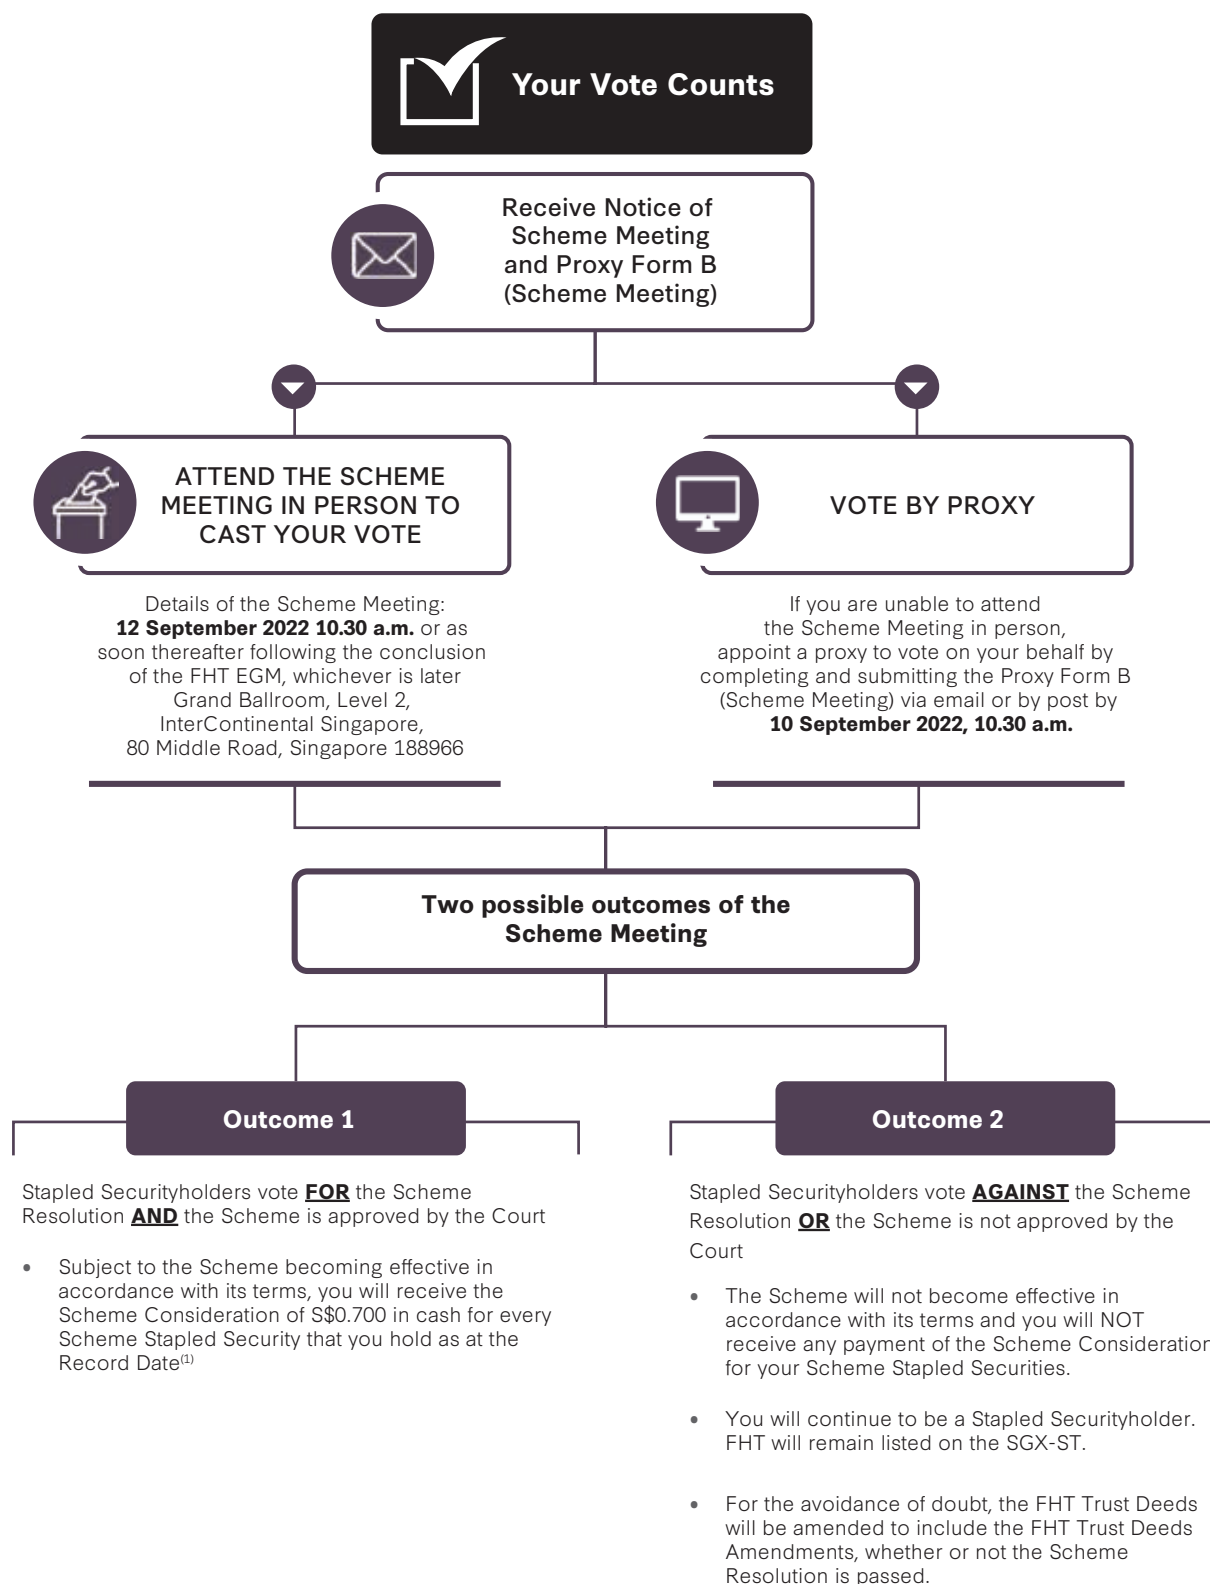 Your Vote Counts
Receive Notice of
Scheme Meeting
and Proxy Form B
(Scheme Meeting)
ATTEND THE SCHEME
MEETING IN PERSON TO
CAST YOUR VOTE
Details of the Scheme Meeting:
12 September 2022 10.30 a.m. or as
soon thereafter following the conclusion
of the FHT EGM, whichever is later
Grand Ballroom, Level 2,
InterContinental Singapore,
80 Middle Road, Singapore 188966
VOTE BY PROXY
If you are unable to attend
the Scheme Meeting in person,
appoint a proxy to vote on your behalf by
completing and submitting the Proxy Form B
(Scheme Meeting) via email or by post by
10 September 2022, 10.30 a.m.
Two possible outcomes of the
Scheme Meeting
Outcome 1
Stapled Securityholders vote FOR the Scheme
Resolution AND the Scheme is approved by the Court
• Subject to the Scheme becoming effective in
accordance with its terms, you will receive the
Scheme Consideration of S$0.700 in cash for every
Scheme Stapled Security that you hold as at the
Record Date(1)
Outcome 2
Stapled Securityholders vote AGAINST the Scheme
Resolution OR the Scheme is not approved by the
Court
• The Scheme will not become effective in
accordance with its terms and you will NOT
receive any payment of the Scheme Consideration
for your Scheme Stapled Securities.
• You will continue to be a Stapled Securityholder.
FHT will remain listed on the SGX-ST.
• For the avoidance of doubt, the FHT Trust Deeds
will be amended to include the FHT Trust Deeds
Amendments, whether or not the Scheme
Resolution is passed.